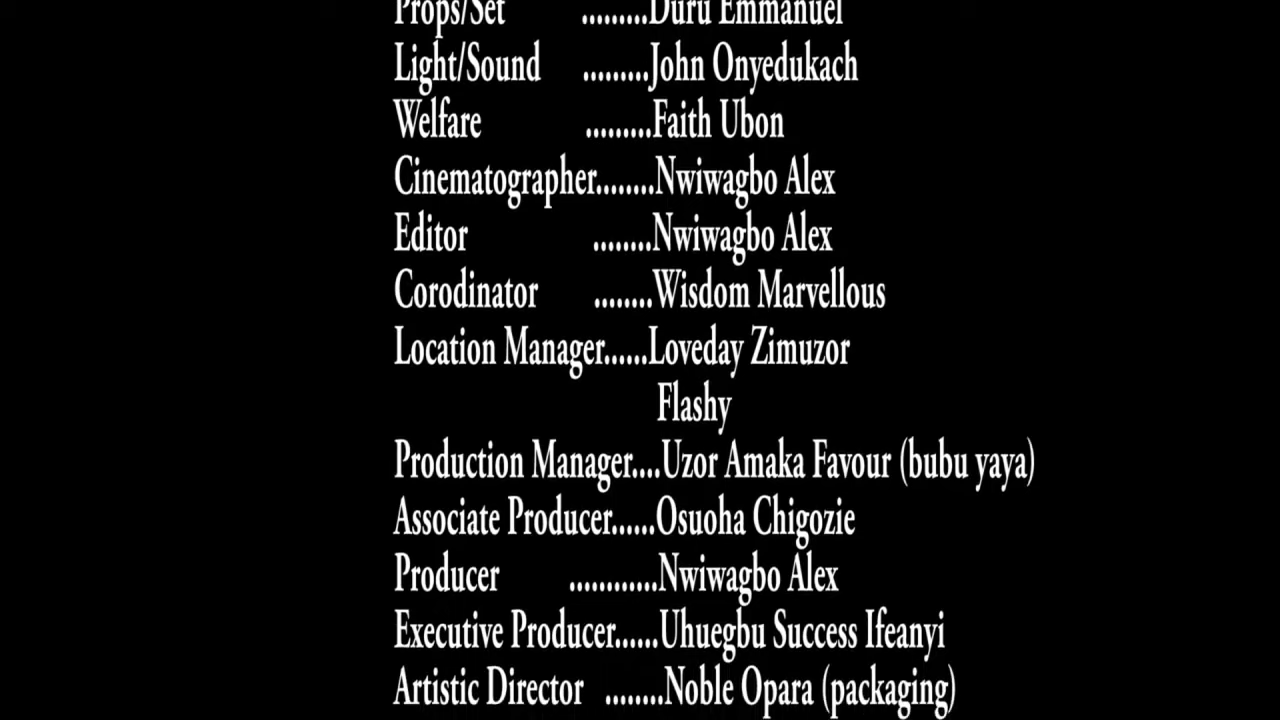 Props/Set .........Duru Emmanuel
Light/Sound .........John Onyedukach
Welfare .........Faith Ubon
Cinematographer........Nwiwagbo Alex
Editor ........Nwiwagbo Alex
Corodinator ........Wisdom Marvellous
Location Manager......Loveday Zimuzor
Flashy
Production Manager....Uzor Amaka Favour (bubu yaya)
Associate Producer......Osuoha Chigozie
Producer ............Nwiwagbo Alex
Executive Producer......Uhuegbu Success Ifeanyi
Artistic Director ........Noble Opara (packaging)